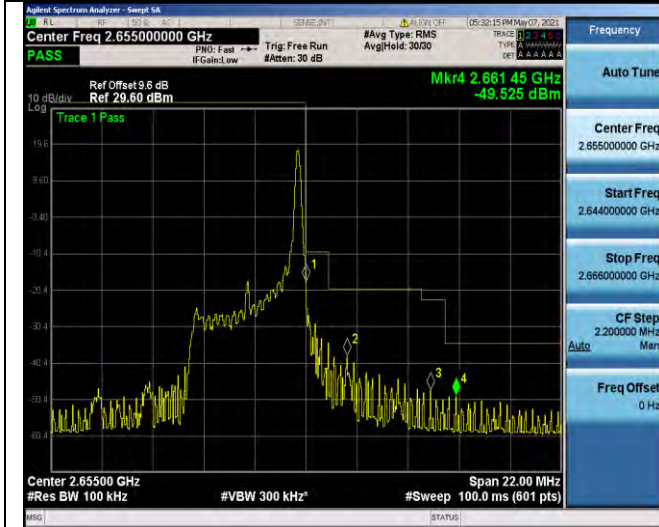 Agilent Spectrum Analyzer - Swept SA
RL RF 50 Ω AC SENSE:INT ALIGN OFF 05:32:15 PM May 07, 2021
Center Freq 2.655000000 GHz #Avg Type: RMS TRACE 1 2 3 4 5 6
PASS PNO: Fast Trig: Free Run Avg|Hold: 30/30 TYPE A
IFGain:Low #Atten: 30 dB DET A A A A A A
Mkr4 2.661 45 GHz
Ref Offset 9.6 dB
10 dB/div Ref 29.60 dBm -49.525 dBm
Log
Trace 1 Pass
19.6
9.60
-0.40
-10.4
1
-20.4
-30.4
2
-40.4
3 4
-50.4
-60.4
Center 2.65500 GHz Span 22.00 MHz
#Res BW 100 kHz #VBW 300 kHz* #Sweep 100.0 ms (601 pts)
MSG STATUS
Frequency
Auto Tune
Center Freq
2.655000000 GHz
Start Freq
2.644000000 GHz
Stop Freq
2.666000000 GHz
CF Step
2.200000 MHz
Auto Man
Freq Offset
0 Hz